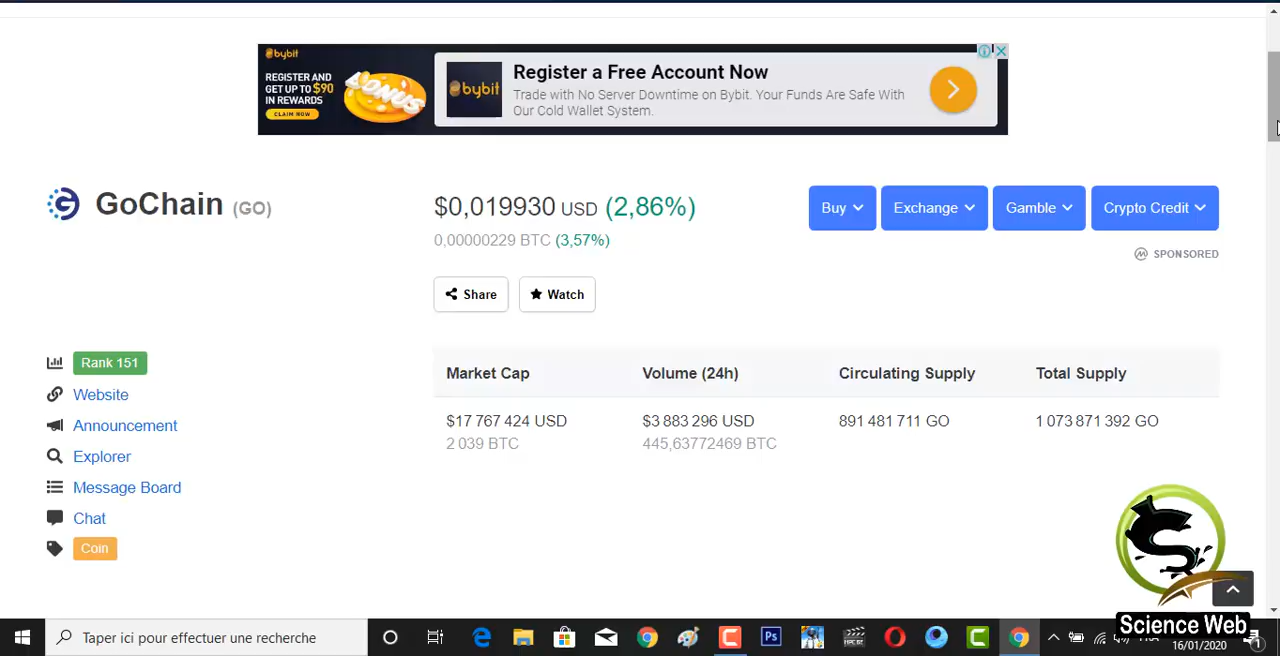 bybit
REGISTER AND
GET UP TO $90
IN REWARDS
CLAIM NOW
BONUS
bybit
Register a Free Account Now
Trade with No Server Downtime on Bybit. Your Funds Are Safe With
Our Cold Wallet System.
GoChain (GO)
$0,019930 USD (2,86%)
0,00000229 BTC (3,57%)
Buy
Exchange
Gamble
Crypto Credit
SPONSORED
Share
Watch
Rank 151
Website
Announcement
Explorer
Message Board
Chat
Coin
Market Cap
Volume (24h)
Circulating Supply
Total Supply
$17 767 424 USD
$3 883 296 USD
891 481 711 GO
1 073 871 392 GO
2 039 BTC
445,63772469 BTC
Science Web
Taper ici pour effectuer une recherche
Ps
16/01/2020
1